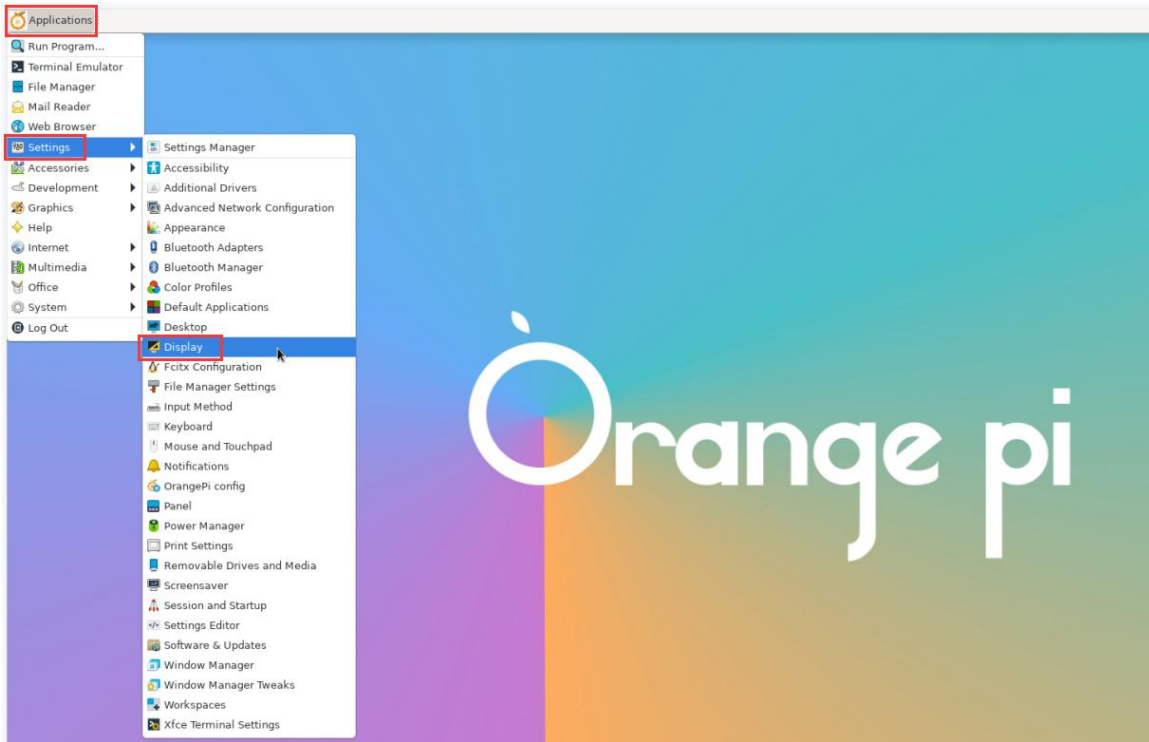 Applications
Run Program...
Terminal Emulator
File Manager
Mail Reader
Web Browser
Settings
Accessories
Development
Graphics
Help
Internet
Multimedia
Office
System
Log Out
Settings Manager
Accessibility
Additional Drivers
Advanced Network Configuration
Appearance
Bluetooth Adapters
Bluetooth Manager
Color Profiles
Default Applications
Desktop
Display
Fcitx Configuration
File Manager Settings
Input Method
Keyboard
Mouse and Touchpad
Notifications
OrangePi config
Panel
Power Manager
Print Settings
Removable Drives and Media
Screensaver
Session and Startup
Settings Editor
Software & Updates
Window Manager
Window Manager Tweaks
Workspaces
Xfce Terminal Settings
Orange pi